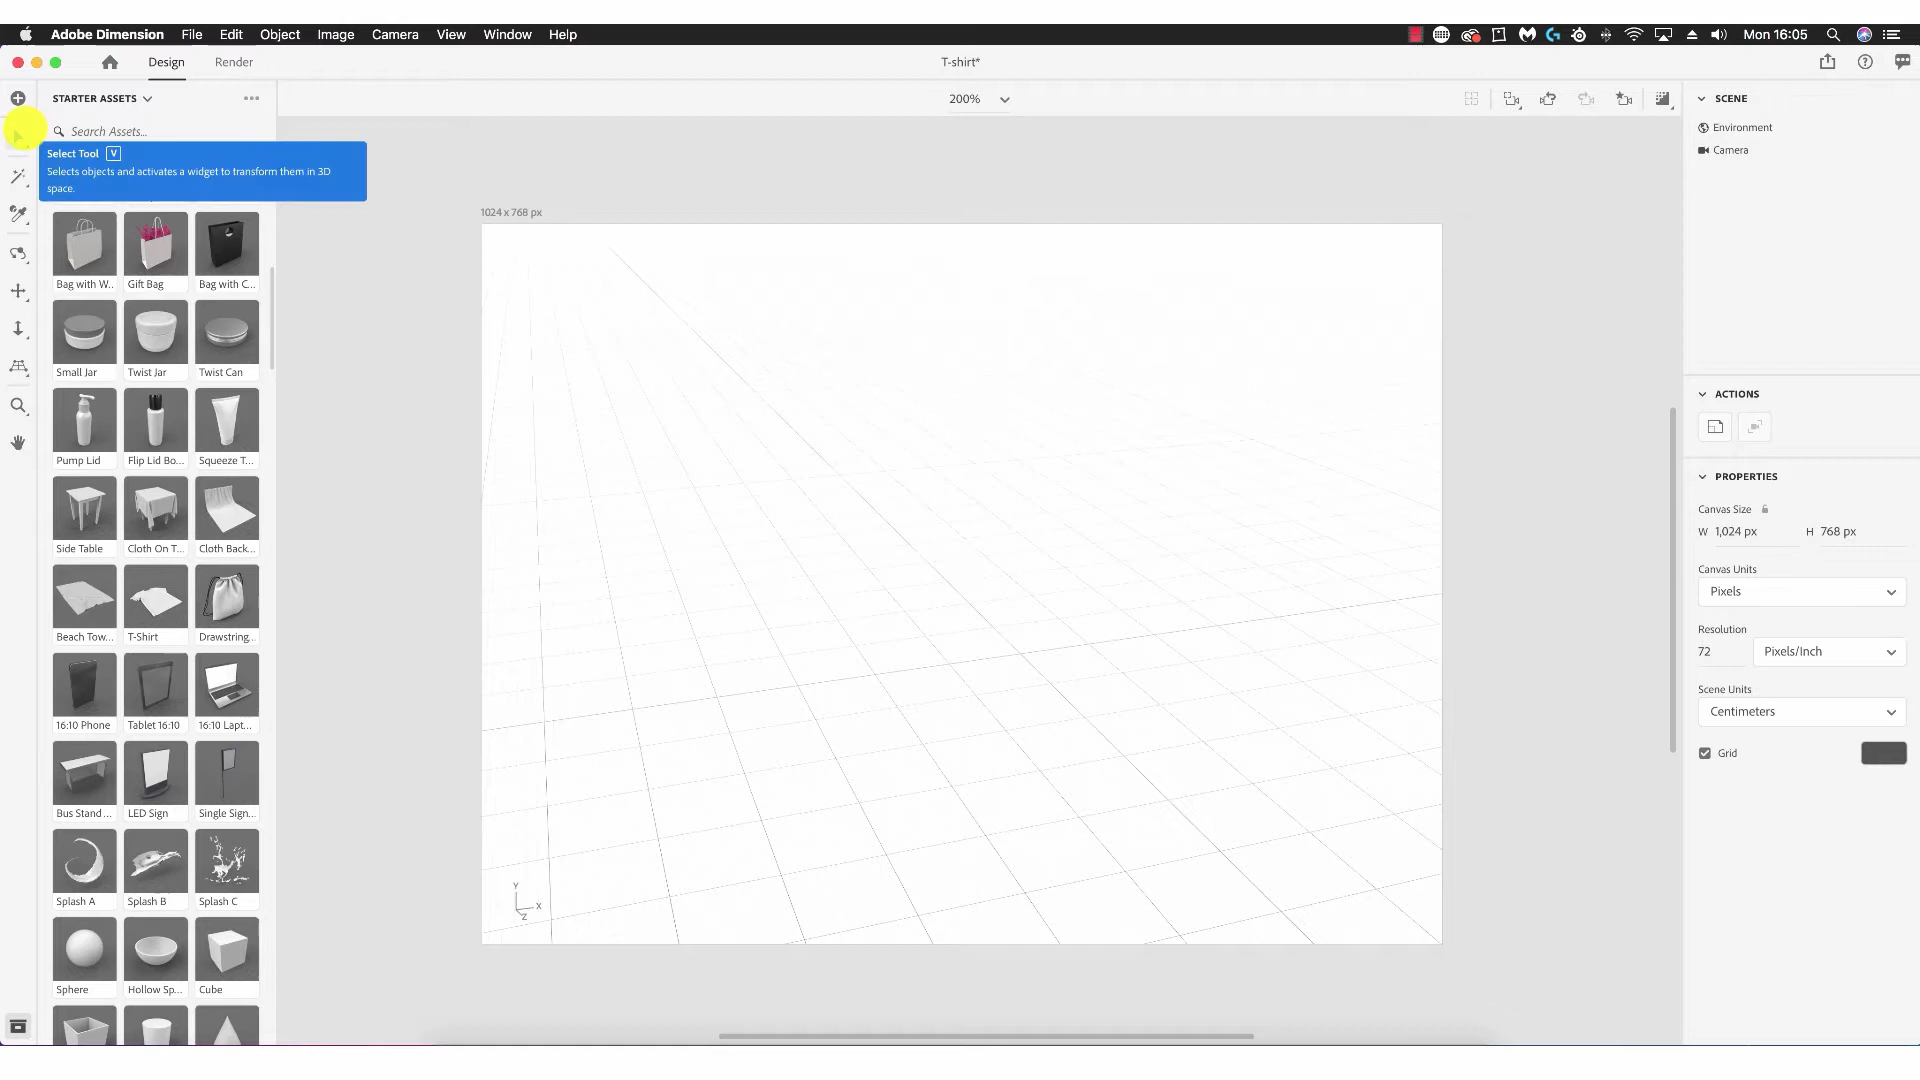 Adobe Dimension File Edit Object Image Camera View Window Help Mon 16:05
Design Render T-shirt*
STARTER ASSETS 200% SCENE
Search Assets... Environment
Select Tool V Camera
Selects objects and activates a widget to transform them in 3D
space.
1024 x 768 px
Bag with W.. Gift Bag Bag with C...
Small Jar Twist Jar Twist Can
ACTIONS
Pump Lid Flip Lid Bo... Squeeze T...
PROPERTIES
Canvas Size
W 1,024 px H 768 px
Side Table Cloth On T... Cloth Back...
Canvas Units
Pixels
Beach Tow... T-Shirt Drawstring...
Resolution
72 Pixels/Inch
Scene Units
Centimeters
16:10 Phone Tablet 16:10 16:10 Lapt...
Grid
Bus Stand ... LED Sign Single Sign...
Splash A Splash B Splash C
Y
X
Z
Sphere Hollow Sp... Cube